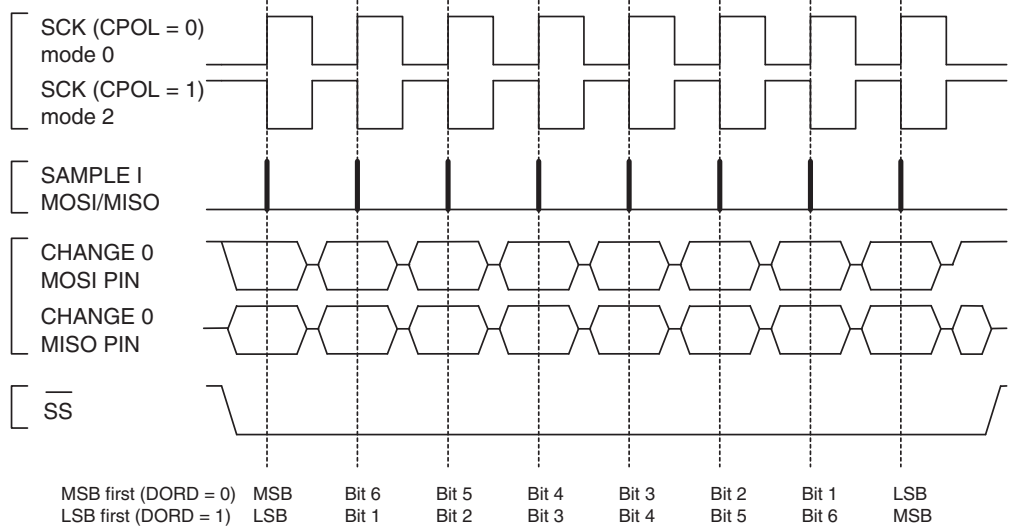 SCK (CPOL = 0)
mode 0
SCK (CPOL = 1)
mode 2
SAMPLE I
MOSI/MISO
CHANGE 0
MOSI PIN
CHANGE 0
MISO PIN
SS
MSB first (DORD = 0) MSB Bit 6 Bit 5 Bit 4 Bit 3 Bit 2 Bit 1 LSB
LSB first (DORD = 1) LSB Bit 1 Bit 2 Bit 3 Bit 4 Bit 5 Bit 6 MSB